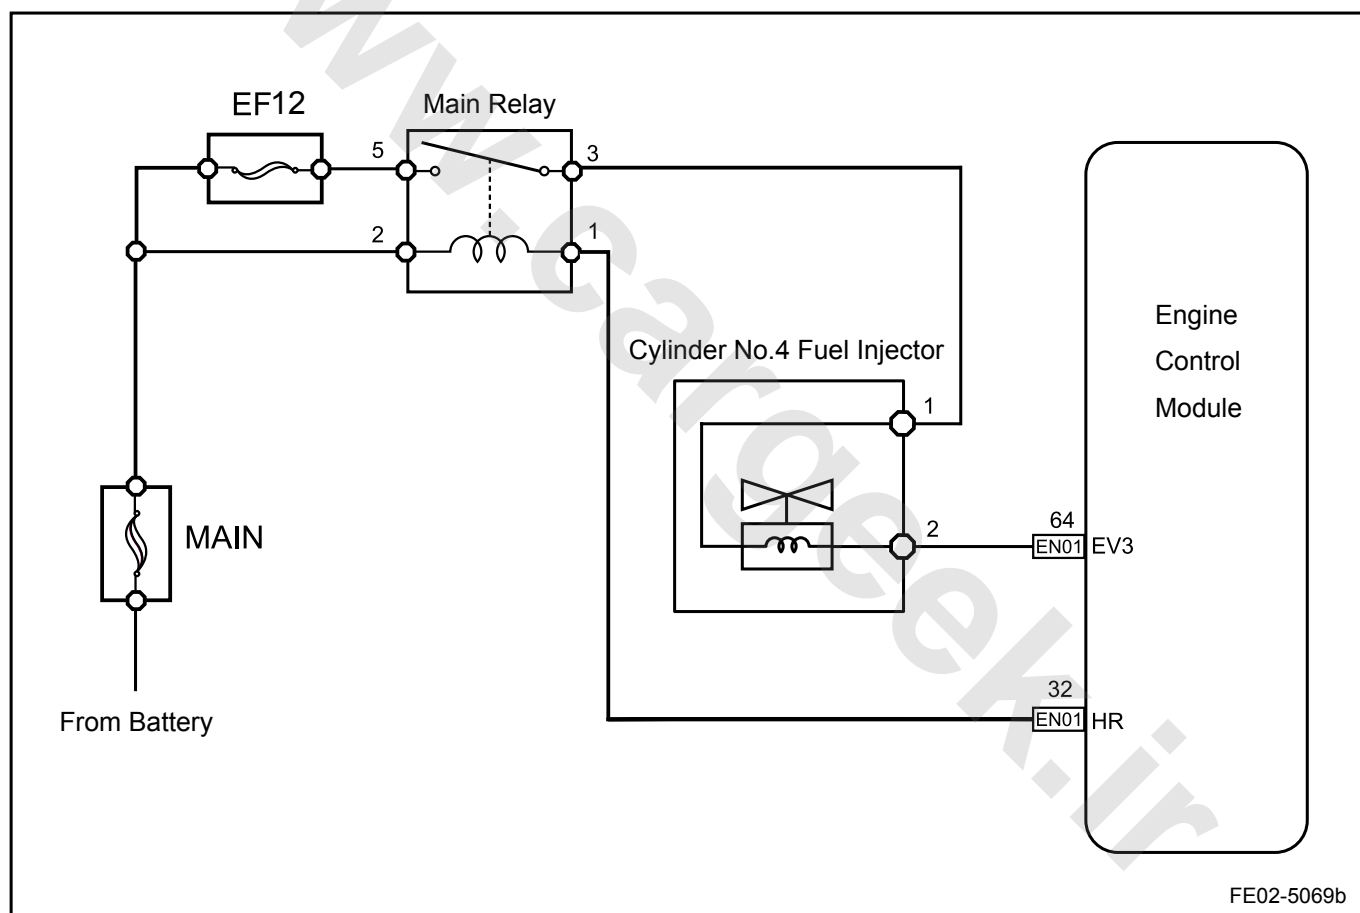 EF12
Main Relay
5
3
2
1
Cylinder No.4 Fuel Injector
1
2
Engine
Control
Module
64
EN01 EV3
MAIN
32
EN01 HR
From Battery
www.cargeek.ir
FE02-5069b